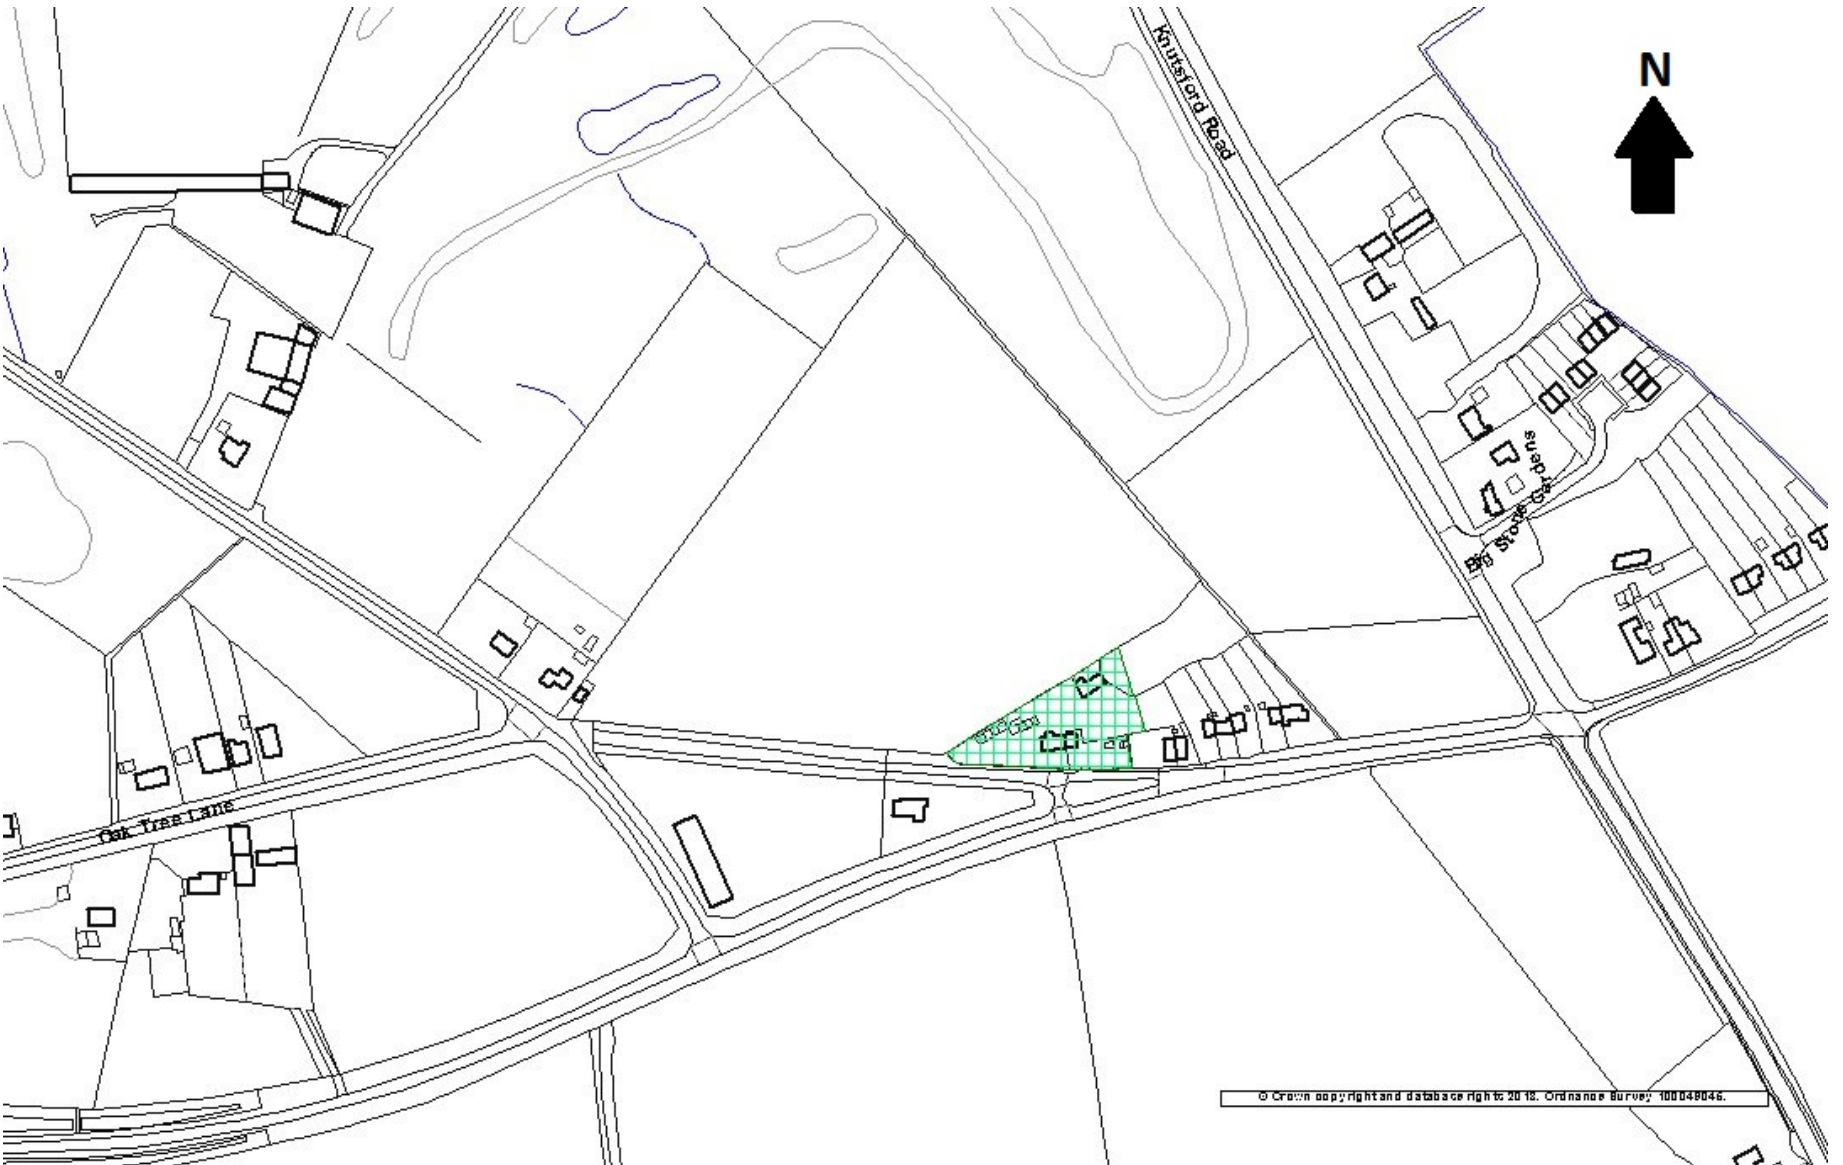 Knutsford Road
N
Big Stone Gardens
Oak Tree Lane
© Crown copyright and database rights 2018. Ordnance Survey 100049046.